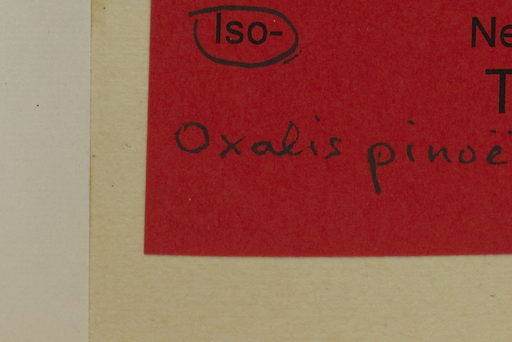 Iso- Ne
T
Oxalis pinoë